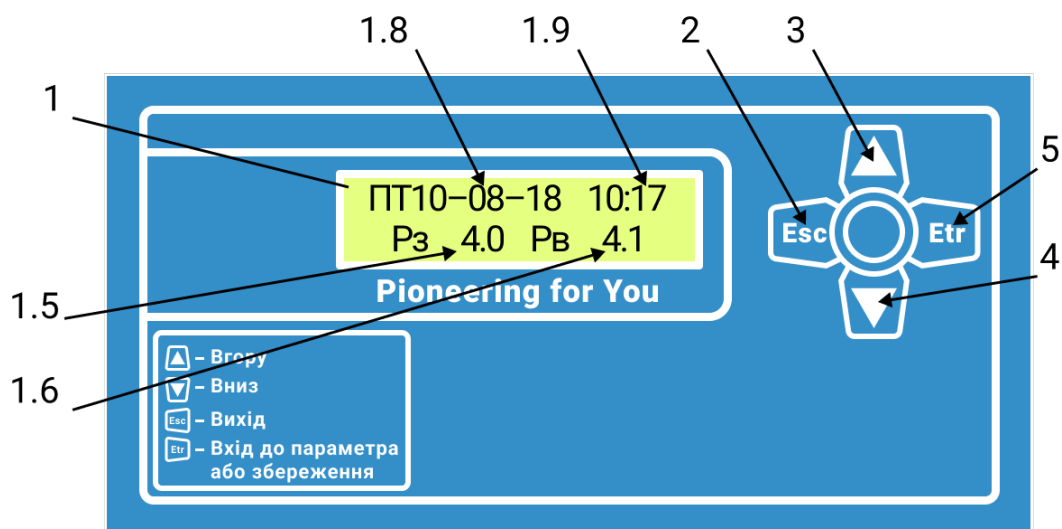 1.8
1.9
2
3
1
5
ПТ10–08–18 10:17
Рз 4.0 Рв 4.1
Esc
Etr
4
Pioneering for You
1.5
– Вгору
– Вниз
1.6
Esc – Вихід
Etr – Вхід до параметра
або збереження